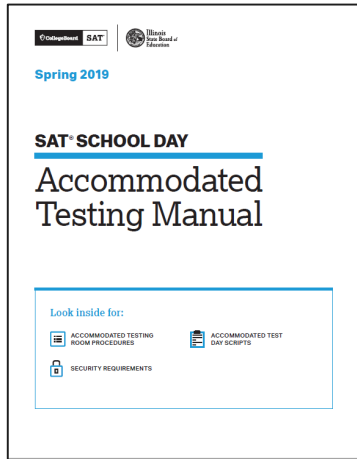 CollegeBoard SAT
Illinois
State Board of
Education
Spring 2019
SAT® SCHOOL DAY
Accommodated
Testing Manual
Look inside for:
ACCOMMODATED TESTING
ROOM PROCEDURES
ACCOMMODATED TEST
DAY SCRIPTS
SECURITY REQUIREMENTS